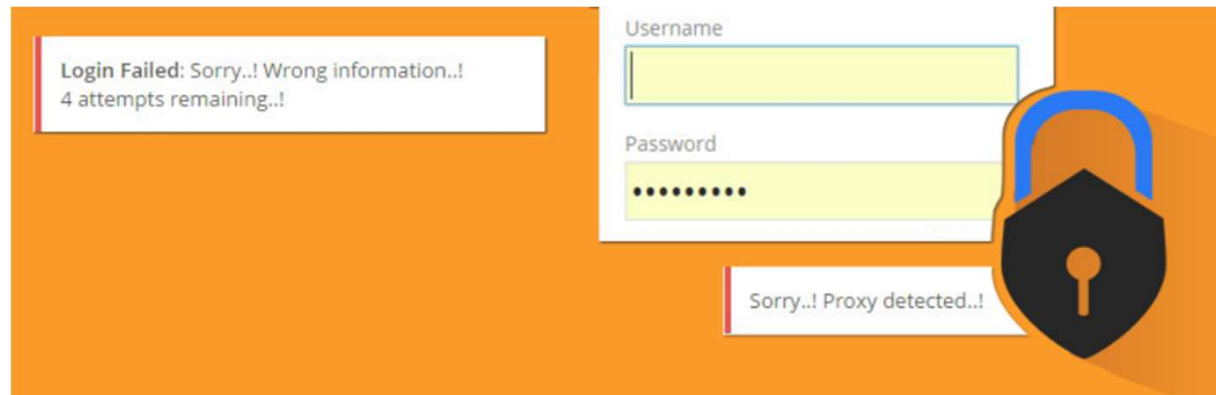 Login Failed: Sorry..! Wrong information..!
4 attempts remaining..!
Username
Password
•••••••••
Sorry..! Proxy detected..!